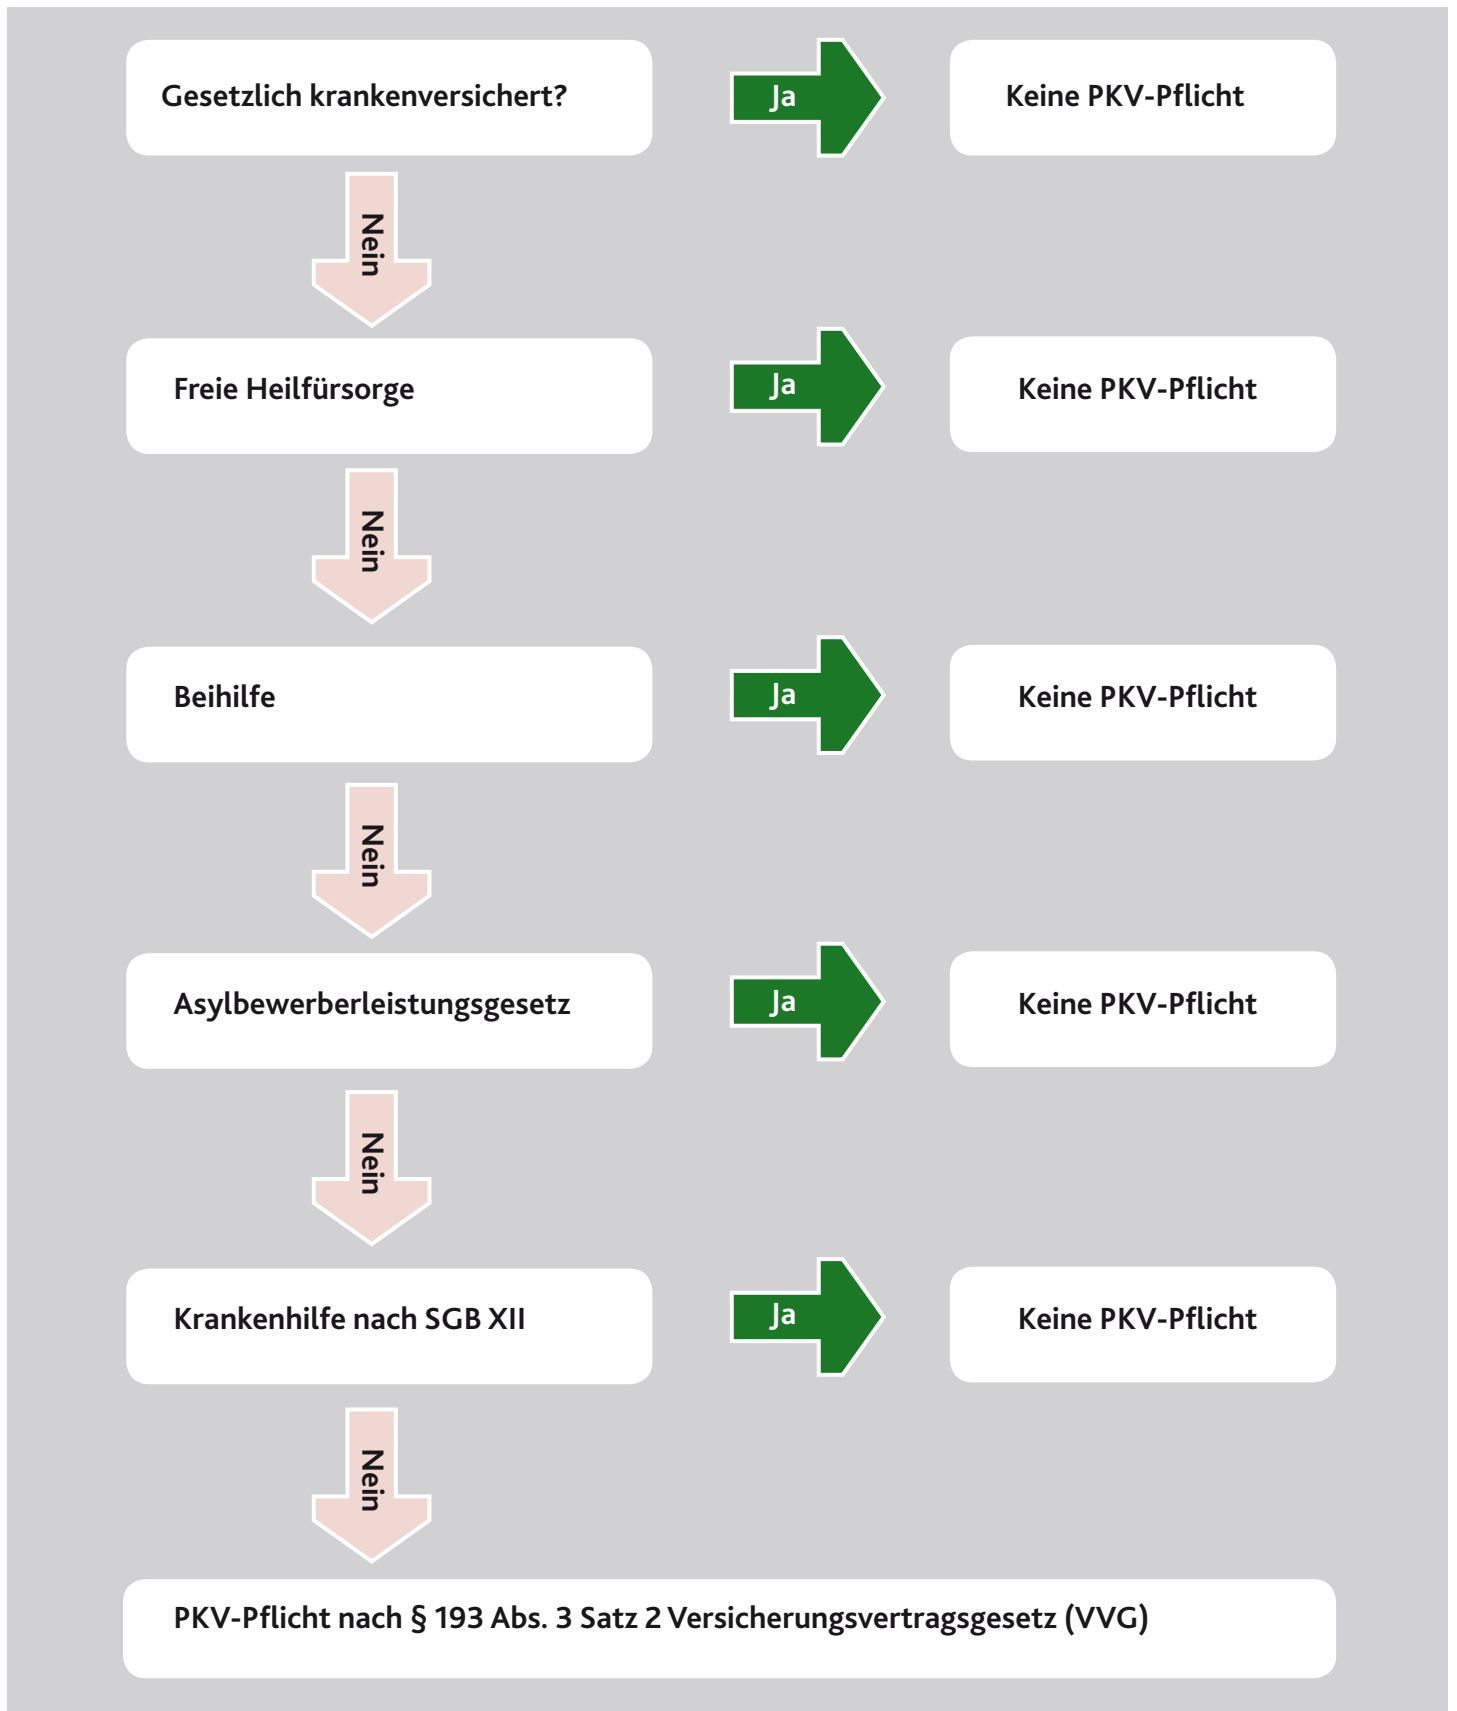 Gesetzlich krankenversichert?
Ja
Keine PKV-Pflicht
Nein
Freie Heilfürsorge
Ja
Keine PKV-Pflicht
Nein
Beihilfe
Ja
Keine PKV-Pflicht
Nein
Asylbewerberleistungsgesetz
Ja
Keine PKV-Pflicht
Nein
Krankenhilfe nach SGB XII
Ja
Keine PKV-Pflicht
Nein
PKV-Pflicht nach § 193 Abs. 3 Satz 2 Versicherungsvertragsgesetz (VVG)